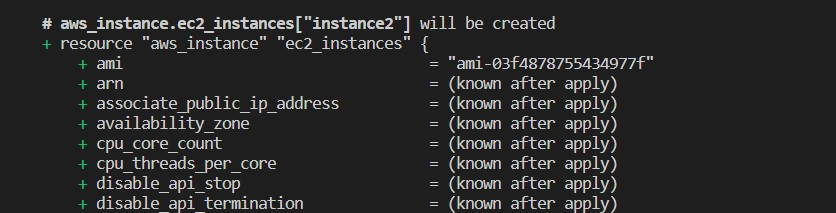 # aws_instance.ec2_instances["instance2"] will be created
+ resource "aws_instance" "ec2_instances" {
+ ami = "ami-03f4878755434977f"
+ arn = (known after apply)
+ associate_public_ip_address = (known after apply)
+ availability_zone = (known after apply)
+ cpu_core_count = (known after apply)
+ cpu_threads_per_core = (known after apply)
+ disable_api_stop = (known after apply)
+ disable_api_termination = (known after apply)